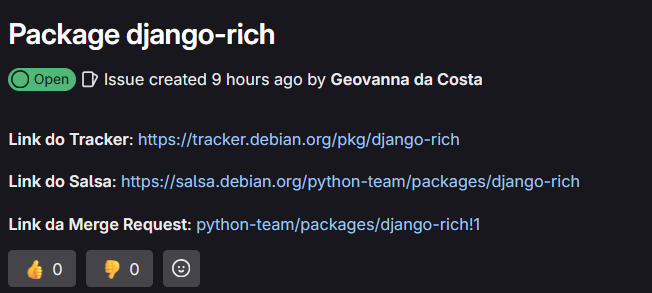 Package django-rich
Open Issue created 9 hours ago by Geovanna da Costa
Link do Tracker: https://tracker.debian.org/pkg/django-rich
Link do Salsa: https://salsa.debian.org/python-team/packages/django-rich
Link da Merge Request: python-team/packages/django-rich!1
👍 0 👎 0